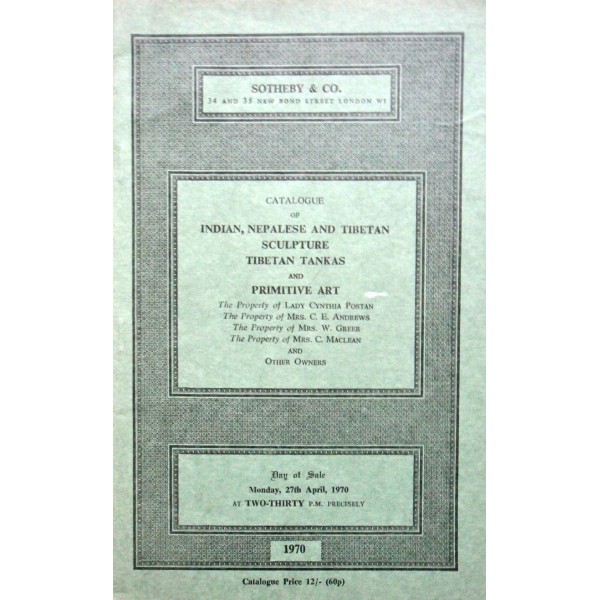 SOTHEBY & CO.
34 AND 35 NEW BOND STREET LONDON W1
CATALOGUE
OF
INDIAN, NEPALESE AND TIBETAN
SCULPTURE
TIBETAN TANKAS
AND
PRIMITIVE ART
The Property of LADY CYNTHIA POSTAN
The Property of MRS. C. E. ANDREWS
The Property of MRS. W. GREER
The Property of MRS. C. MACLEAN
AND
OTHER OWNERS
Day of Sale
Monday, 27th April, 1970
AT TWO-THIRTY P.M. PRECISELY
1970
Catalogue Price 12/- (60p)